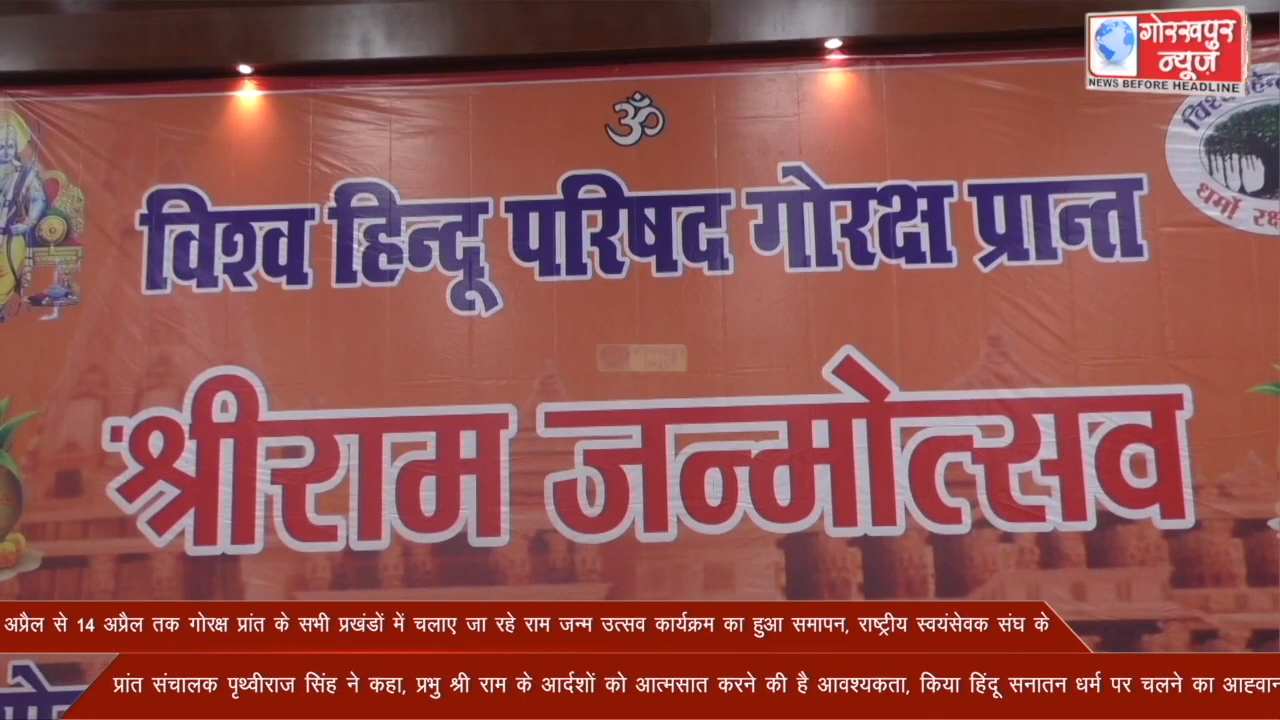 गोरखपुर
न्यूज़
NEWS BEFORE HEADLINE
ॐ
विश्व हिन्दू परिषद गोरक्ष प्रान्त
श्रीराम जन्मोत्सव
अप्रैल से 14 अप्रैल तक गोरक्ष प्रांत के सभी प्रखंडों में चलाए जा रहे राम जन्म उत्सव कार्यक्रम का हुआ समापन, राष्ट्रीय स्वयंसेवक संघ के
प्रांत संचालक पृथ्वीराज सिंह ने कहा, प्रभु श्री राम के आर्दशों को आत्मसात करने की है आवश्यकता, किया हिंदू सनातन धर्म पर चलने का आह्वान